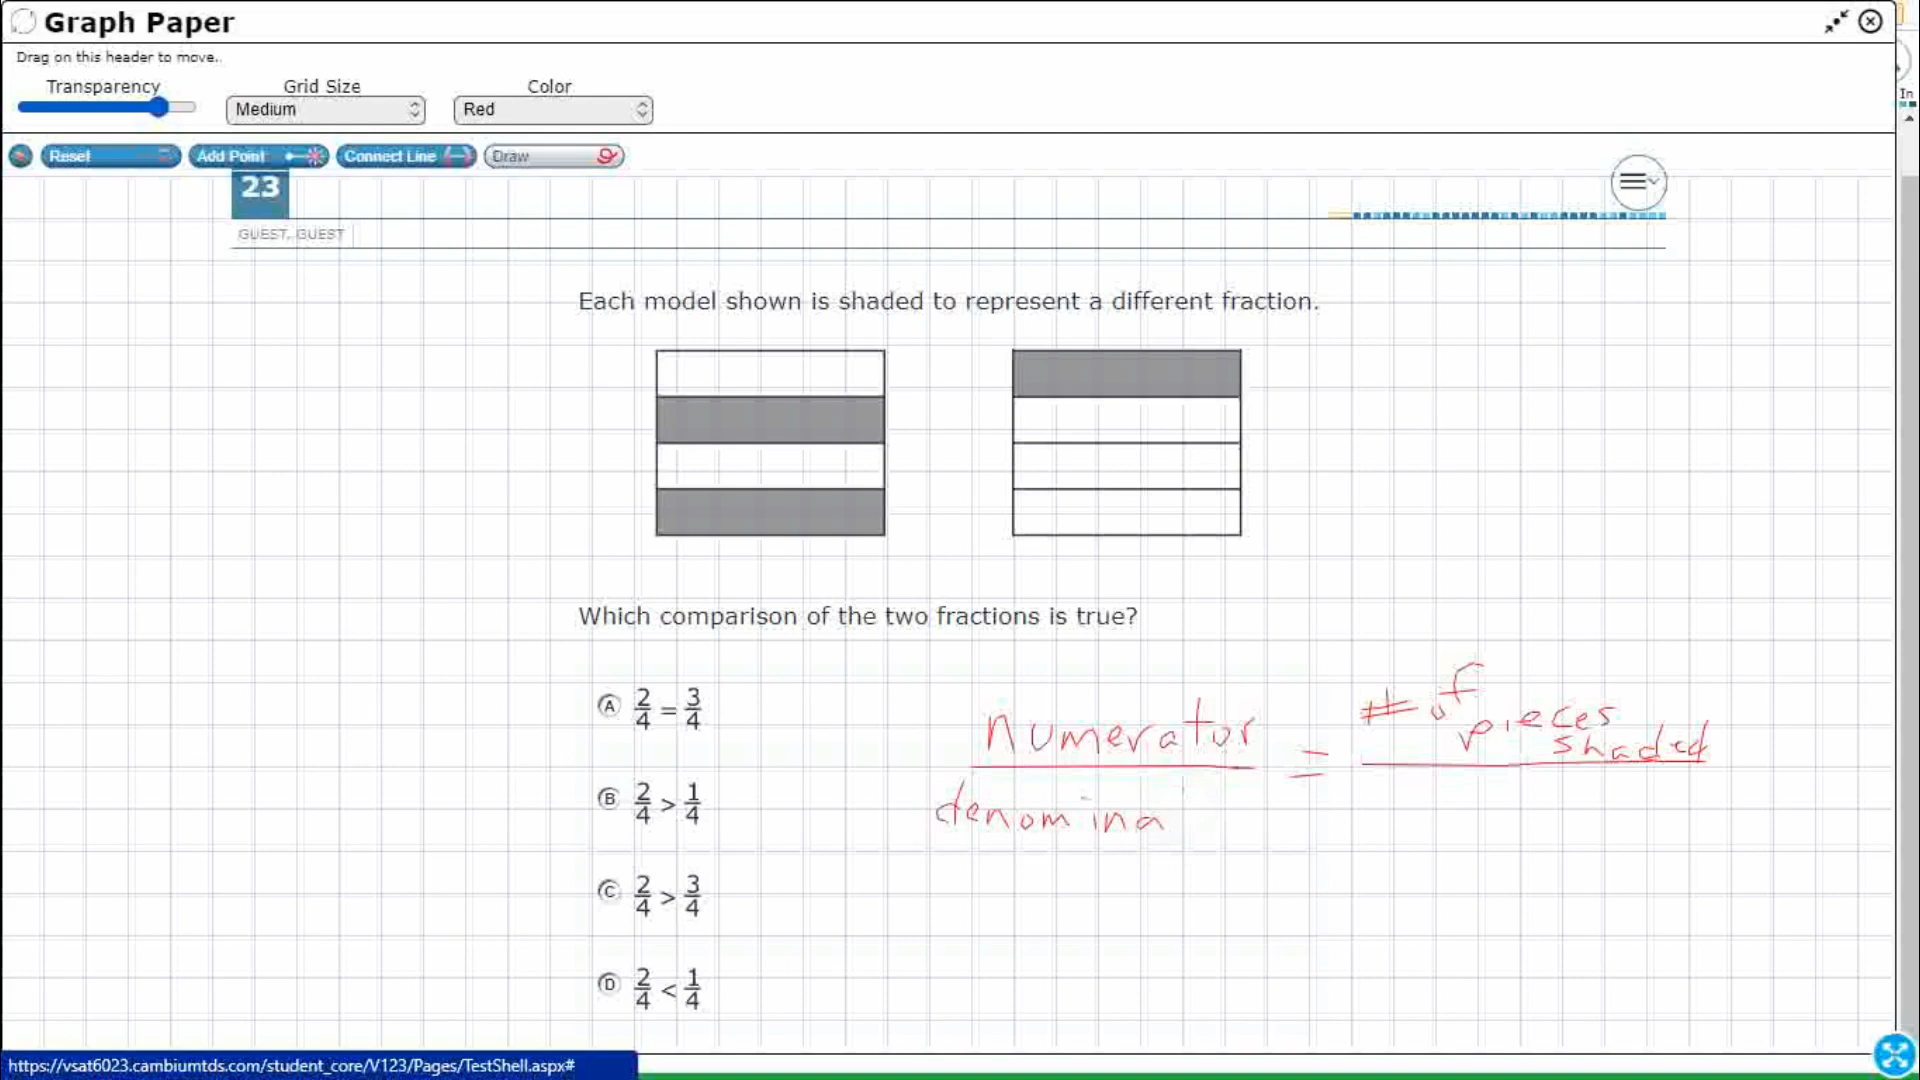 Graph Paper
Drag on this header to move..
Transparency
Grid Size
Color
Medium
Red
Reset
Add Point
Connect Line
Draw
In
23
GUEST, GUEST
Each model shown is shaded to represent a different fraction.
Which comparison of the two fractions is true?
A 2/4 = 3/4
B 2/4 > 1/4
C 2/4 > 3/4
D 2/4 < 1/4
numerator
denomina
=
# of
pieces
shaded
https://vsat6023.cambiumtds.com/student_core/V123/Pages/TestShell.aspx#